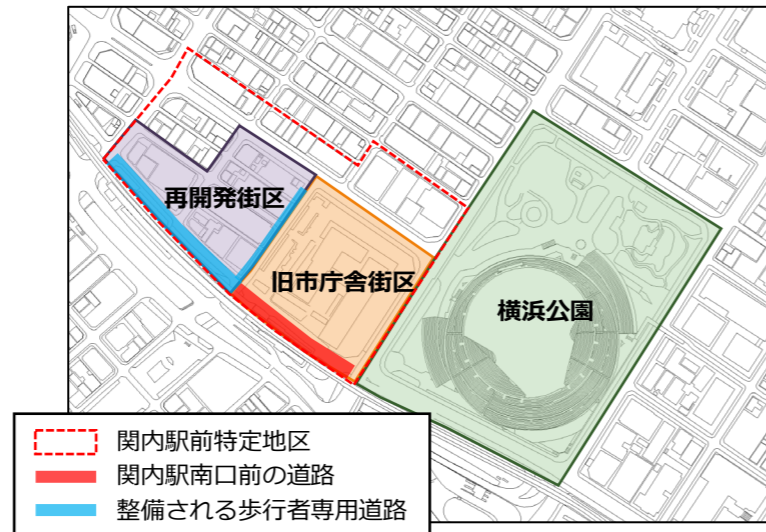 再開発街区
旧市庁舎街区
横浜公園
関内駅前特定地区
関内駅南口前の道路
整備される歩行者専用道路